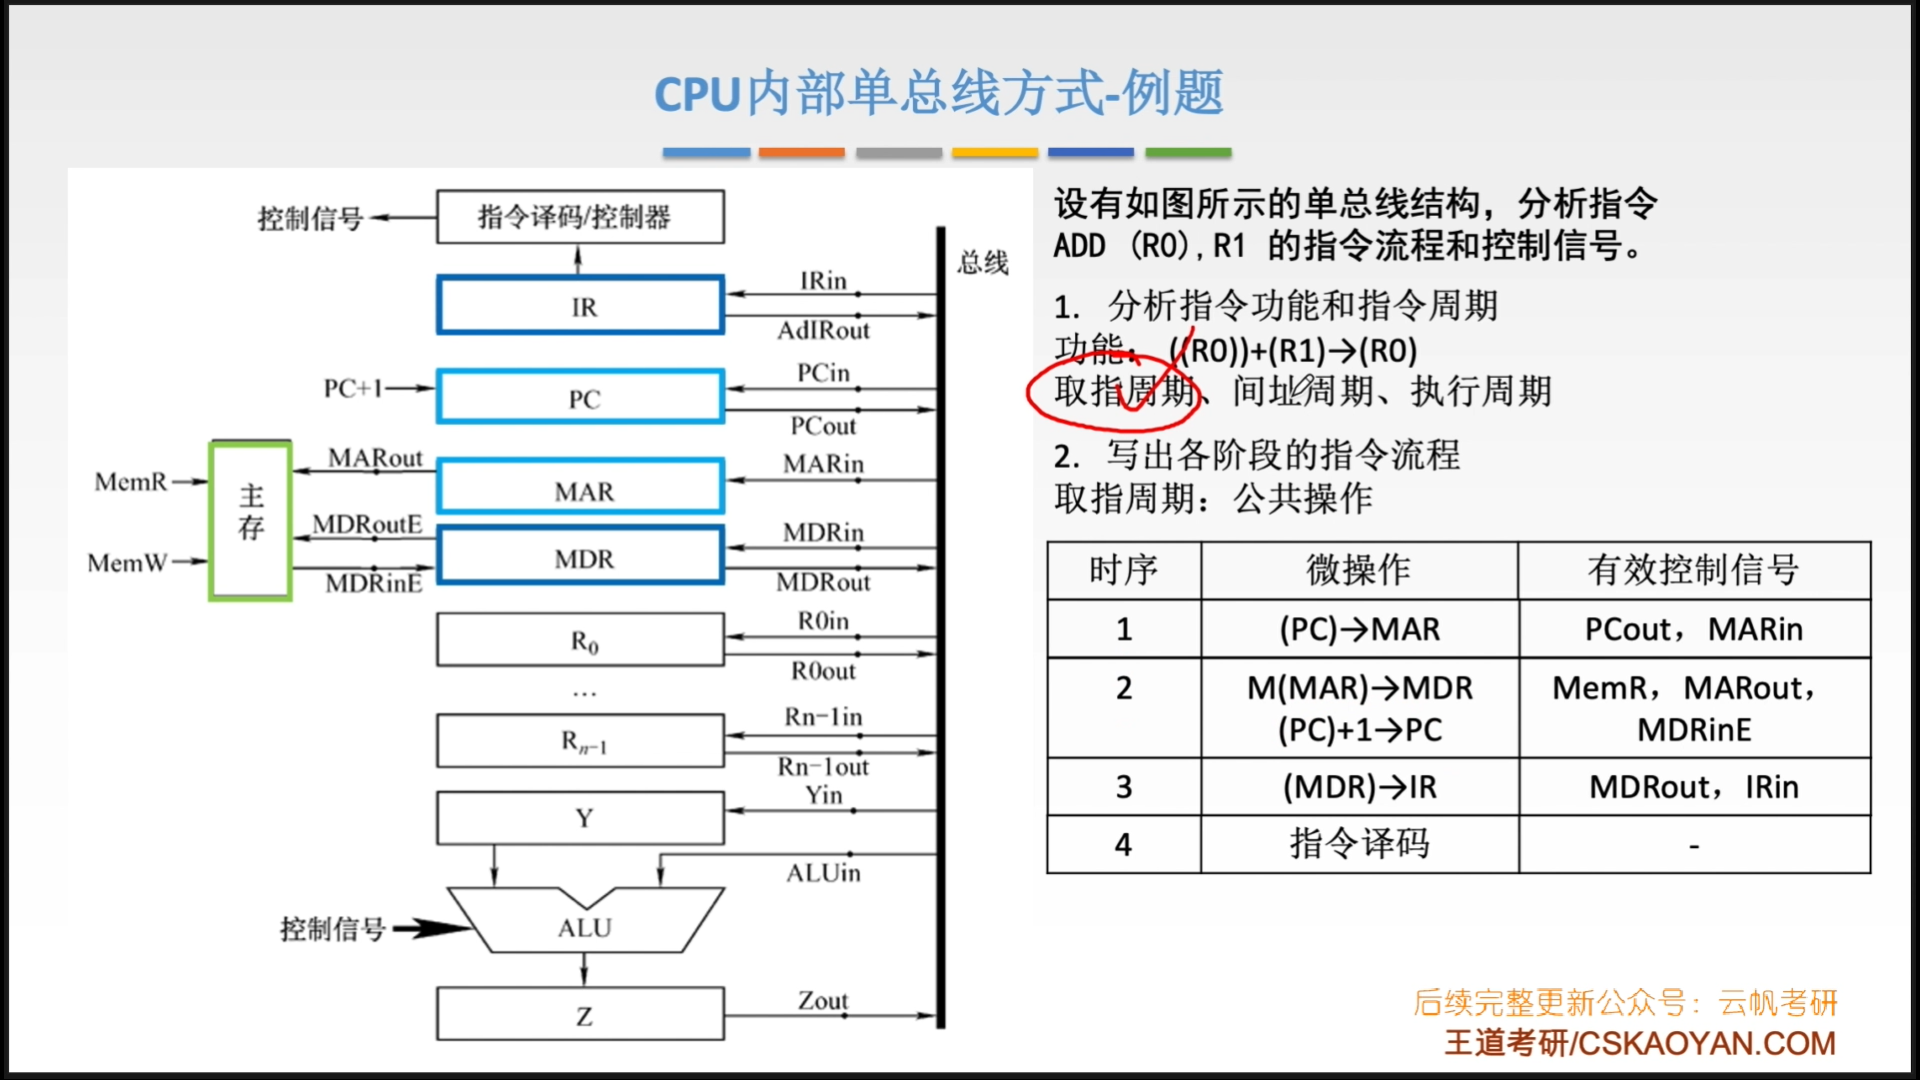 CPU内部单总线方式-例题
控制信号
指令译码/控制器
总线
IRin
IR
AdIRout
PCin
PC+1
PC
PCout
MARout
MARin
MemR
MAR
主存
MDRoutE
MDRin
MemW
MDR
MDRinE
MDRout
R0in
R0
R0out
…
Rn-1in
Rn-1
Rn-1out
Yin
Y
ALUin
控制信号
ALU
Zout
Z
设有如图所示的单总线结构，分析指令
ADD (R0),R1 的指令流程和控制信号。
1. 分析指令功能和指令周期
功能： ((R0))+(R1)→(R0)
取指周期、间址周期、执行周期
2. 写出各阶段的指令流程
取指周期：公共操作
时序 微操作 有效控制信号
1 (PC)→MAR PCout，MARin
2 M(MAR)→MDR MemR，MARout，
(PC)+1→PC MDRinE
3 (MDR)→IR MDRout，IRin
4 指令译码 -
后续完整更新公众号：云帆考研
王道考研/CSKAOYAN.COM